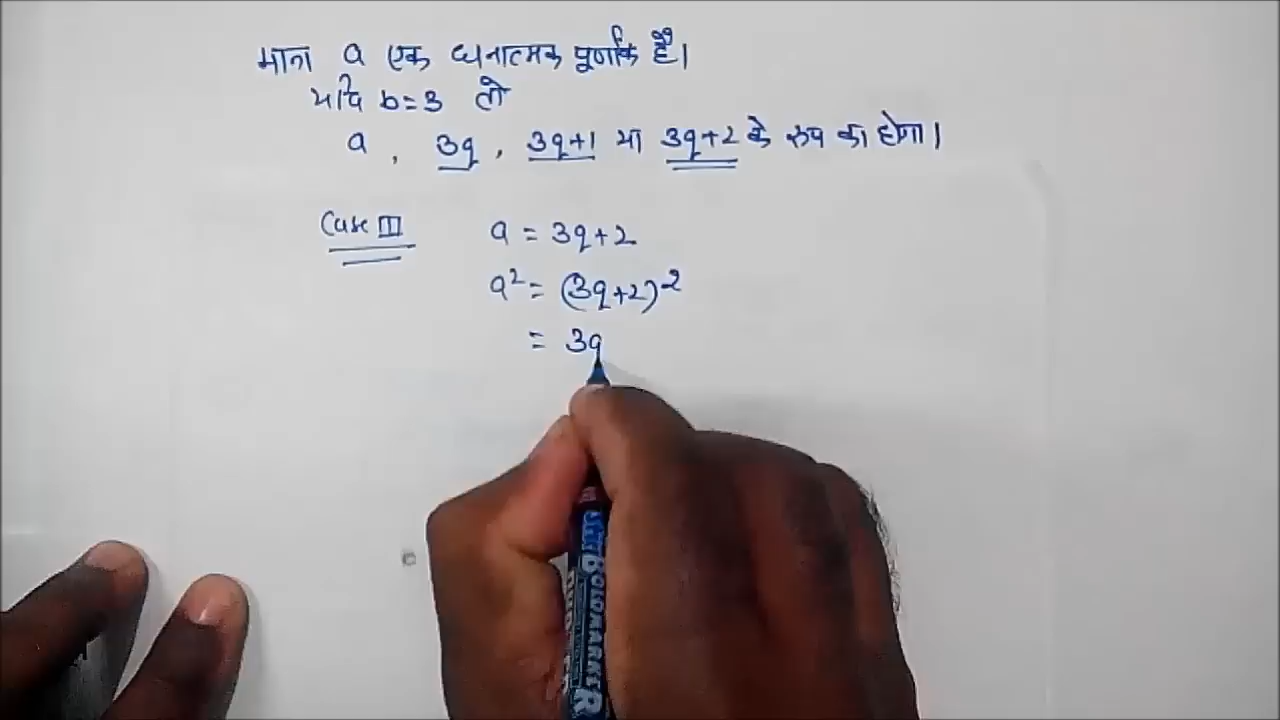 माना a एक धनात्मक पूर्णांक है।
यदि b=3 तो
a, 3q, 3q+1 या 3q+2 के रूप का होगा।
Case III
a = 3q+2
a² = (3q+2)²
= 3q
BOLDMARKER